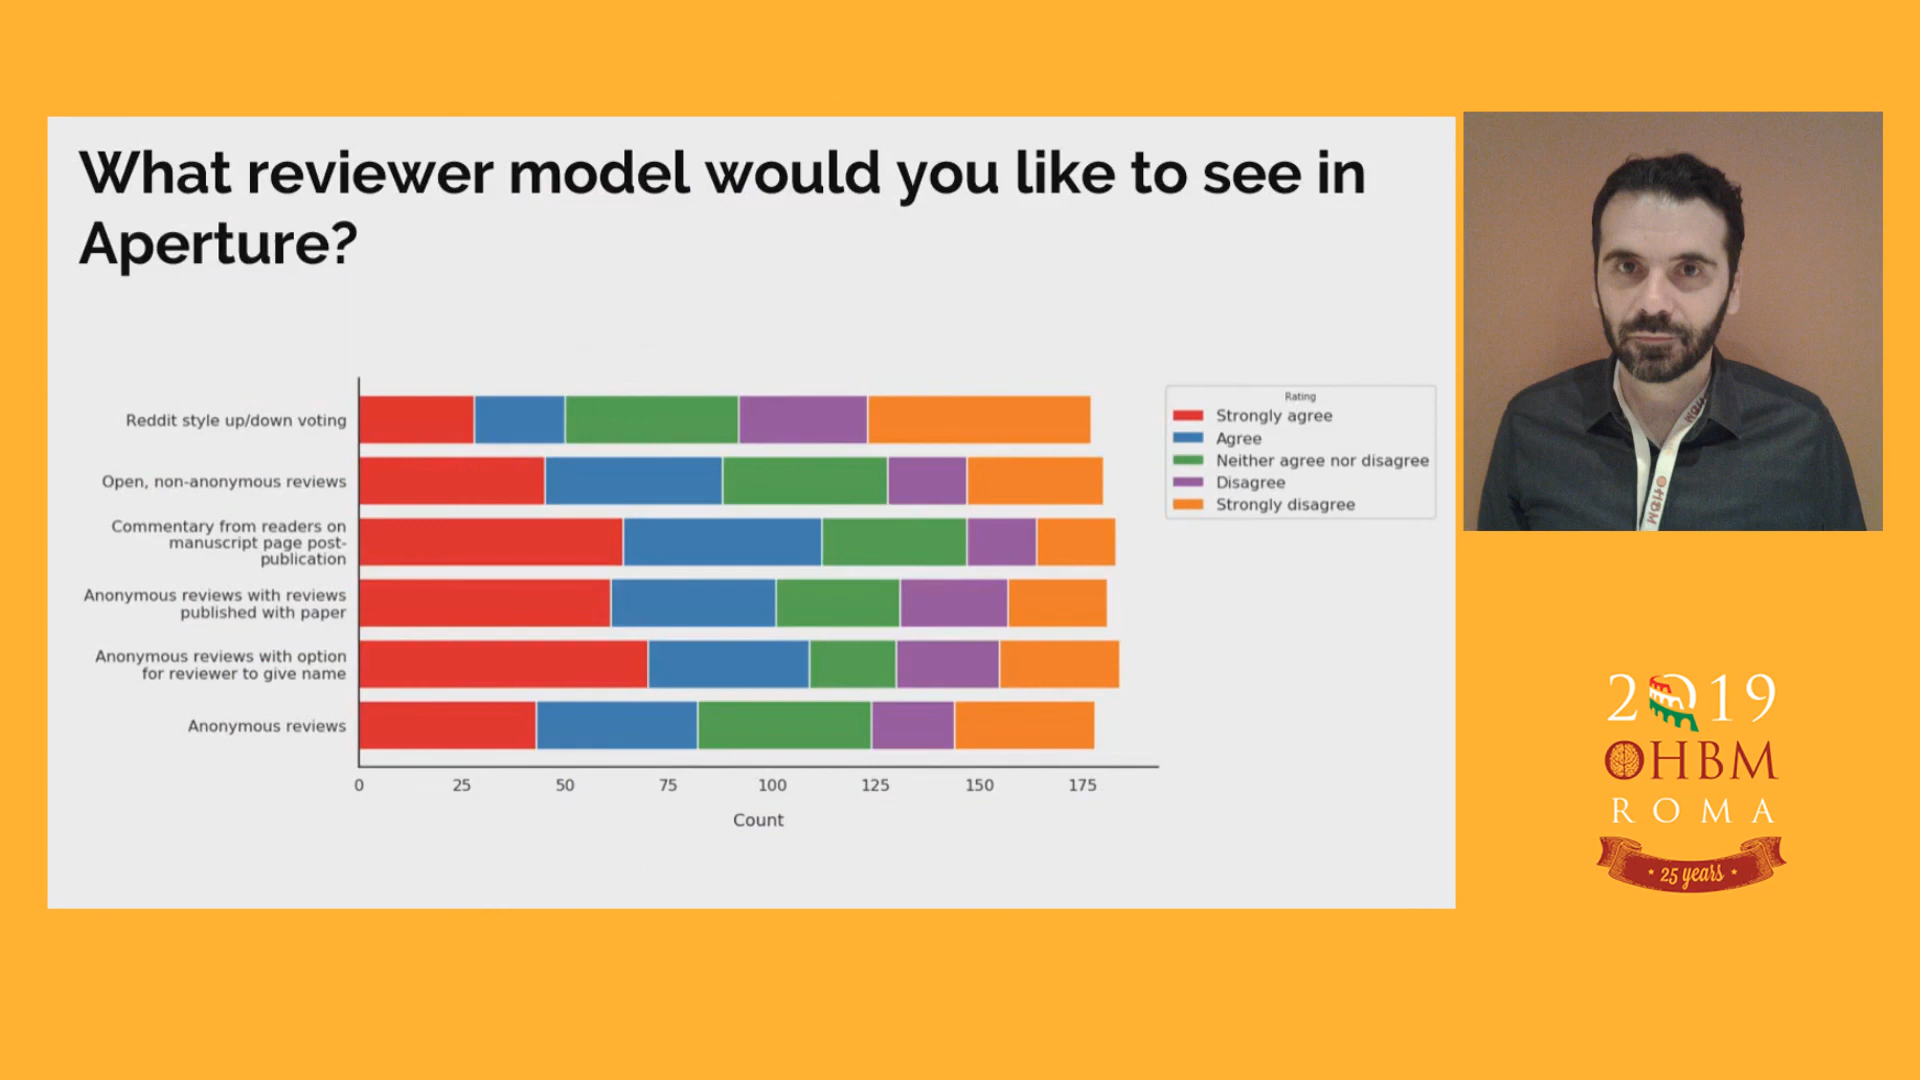 What reviewer model would you like to see in
Aperture?
Reddit style up/down voting
Open, non-anonymous reviews
Commentary from readers on
manuscript page post-
publication
Anonymous reviews with reviews
published with paper
Anonymous reviews with option
for reviewer to give name
Anonymous reviews
0 25 50 75 100 125 150 175
Count
Rating
Strongly agree
Agree
Neither agree nor disagree
Disagree
Strongly disagree
OHBM
OHBM
2019
OHBM
ROMA
25 years